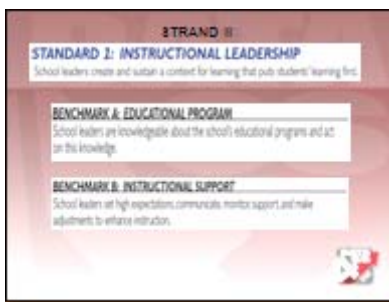 STRAND II
STANDARD 1: INSTRUCTIONAL LEADERSHIP
School leaders create and sustain a context for learning that puts students' learning first.
BENCHMARK A: EDUCATIONAL PROGRAM
School leaders are knowledgeable about the school's educational programs and act
on this knowledge.
BENCHMARK B: INSTRUCTIONAL SUPPORT
School leaders set high expectations, communicate, monitor, support, and make
adjustments to enhance instruction.